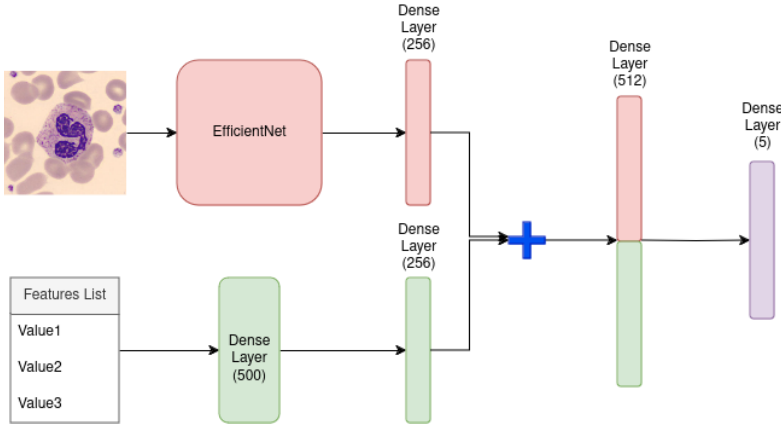 Dense
Layer
(256)
EfficientNet
Dense
Layer
(512)
Dense
Layer
(5)
Dense
Layer
(256)
Features List
Value1
Value2
Value3
Dense
Layer
(500)